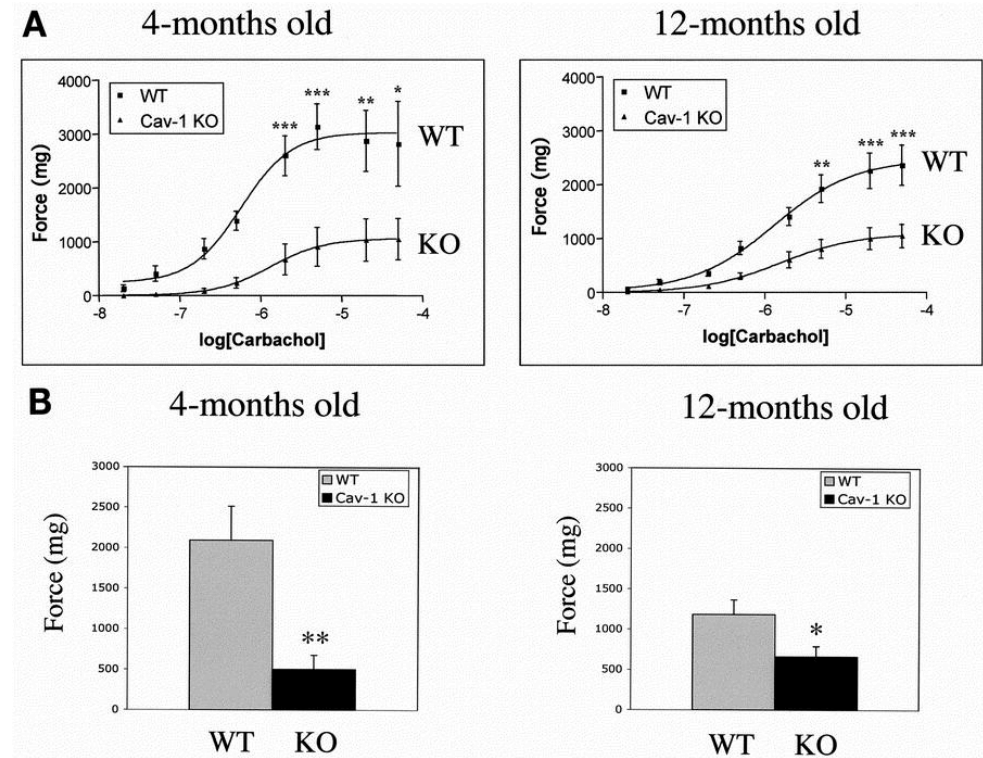 A
4-months old
12-months old
4000
3000
2000
1000
0
Force (mg)
WT
Cav-1 KO
***
***
**
*
WT
KO
-8
-7
-6
-5
-4
log[Carbachol]
4000
3000
2000
1000
0
Force (mg)
WT
Cav-1 KO
**
***
***
WT
KO
-8
-7
-6
-5
-4
log[Carbachol]
B
4-months old
12-months old
3000
2500
2000
1500
1000
500
0
Force (mg)
WT
Cav-1 KO
**
WT
KO
3000
2500
2000
1500
1000
500
0
Force (mg)
WT
Cav-1 KO
*
WT
KO